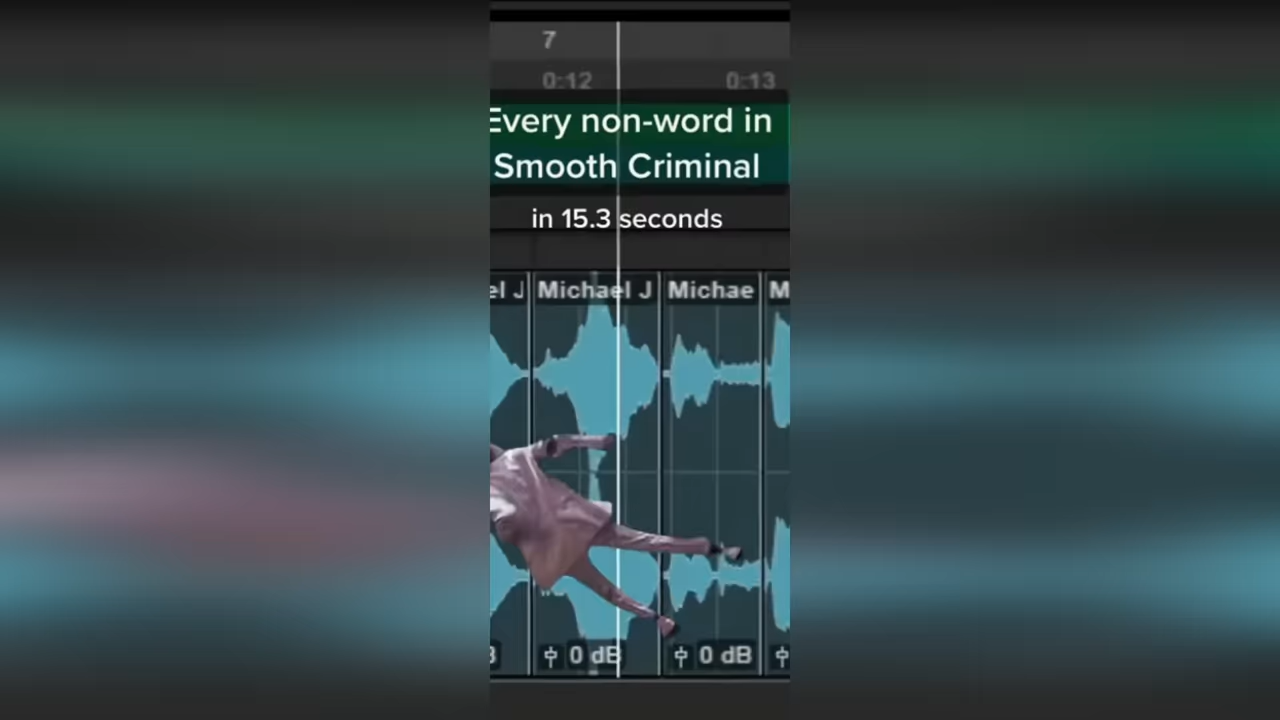 7
0:12 0:13
Every non-word in
Smooth Criminal
in 15.3 seconds
el J Michael J Michae M
0 dB 0 dB